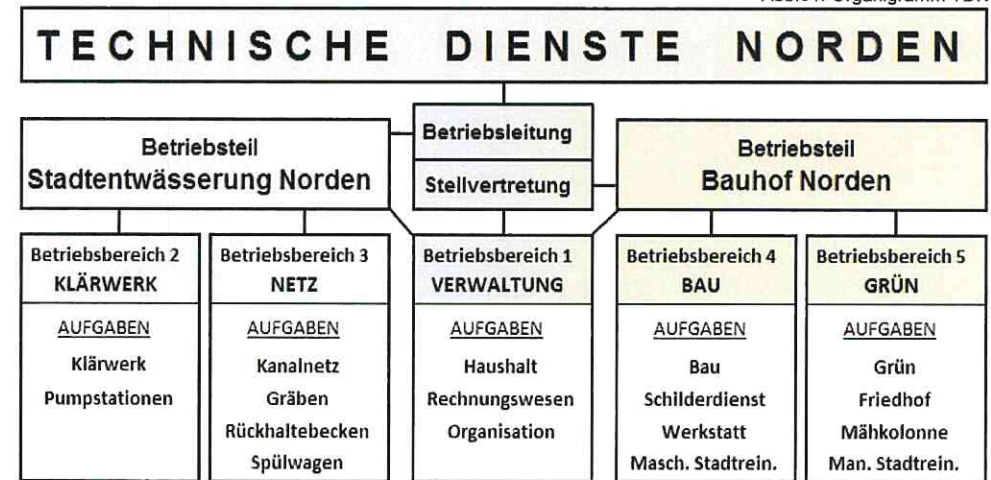 TECHNISCHE DIENSTE NORDEN
Betriebsleitung
Stellvertretung
Betriebsteil
Stadtentwässerung Norden
Betriebsteil
Bauhof Norden
Betriebsbereich 2
KLÄRWERK
AUFGABEN
Klärwerk
Pumpstationen
Betriebsbereich 3
NETZ
AUFGABEN
Kanalnetz
Gräben
Rückhaltebecken
Spülwagen
Betriebsbereich 1
VERWALTUNG
AUFGABEN
Haushalt
Rechnungswesen
Organisation
Betriebsbereich 4
BAU
AUFGABEN
Bau
Schilderdienst
Werkstatt
Masch. Stadtrein.
Betriebsbereich 5
GRÜN
AUFGABEN
Grün
Friedhof
Mähkolonne
Man. Stadtrein.